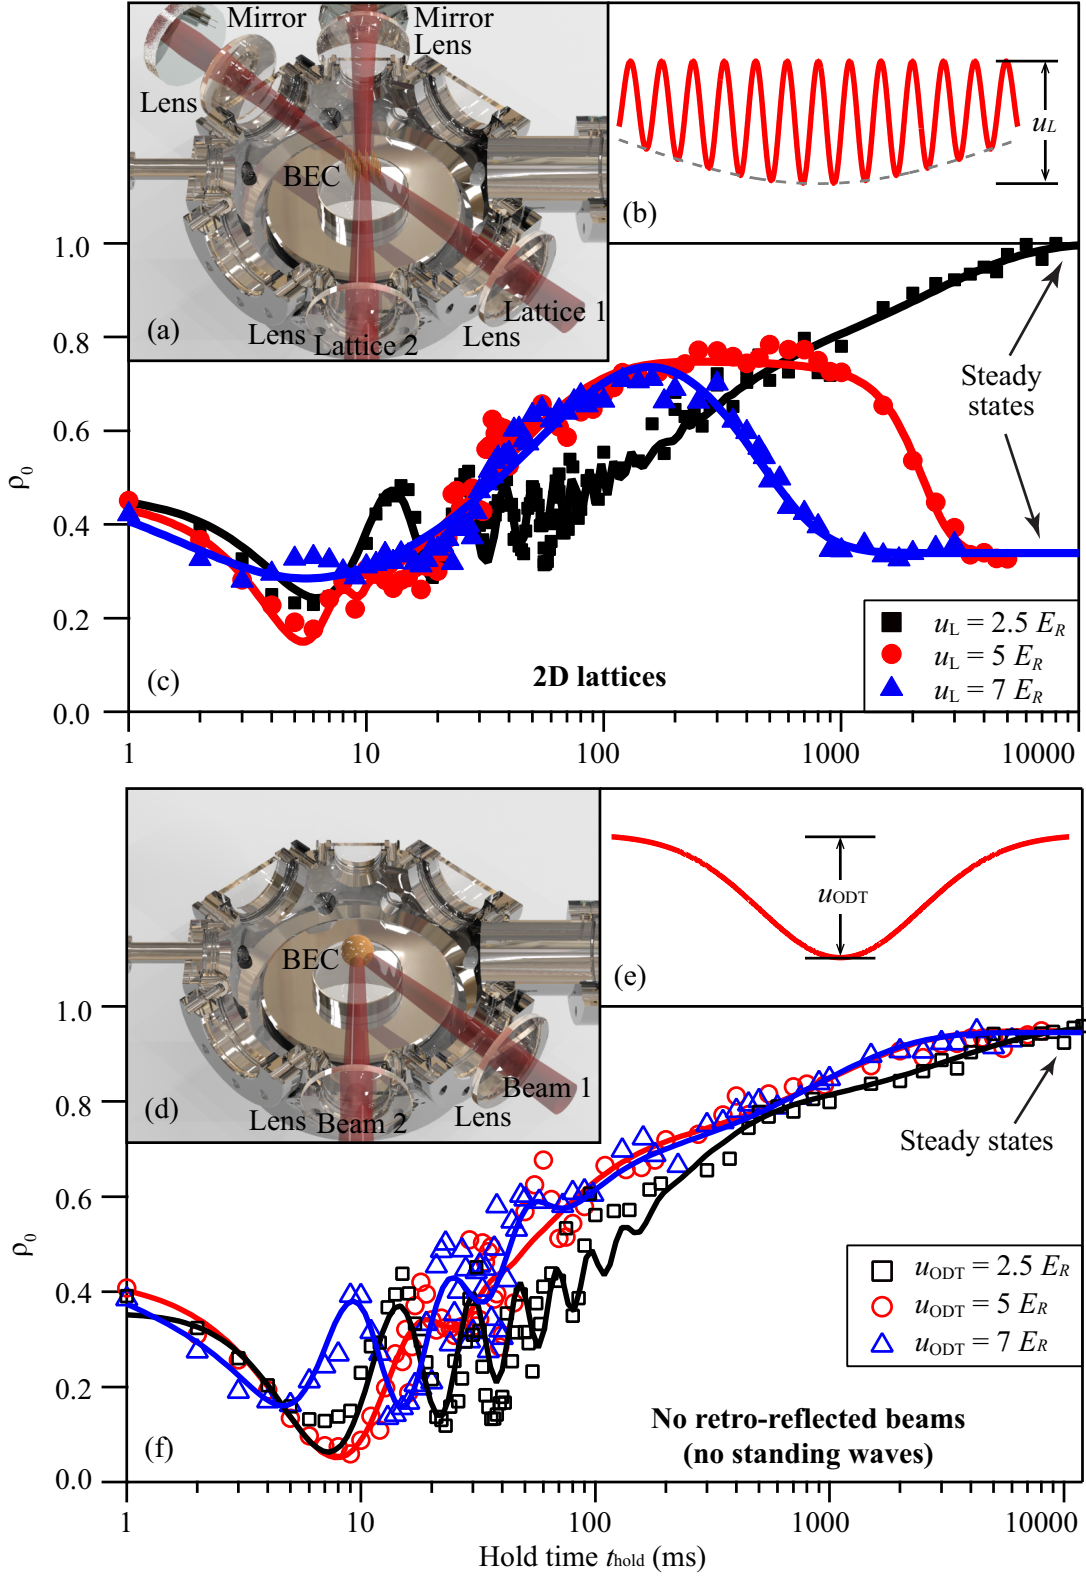 Mirror
Mirror
Lens
Lens
BEC
Lattice 1
Lens
Lens
Lattice 2
(a)
u_L
(b)
1.0
0.8
0.6
0.4
0.2
0.0
ρ₀
Steady
states
u_L = 2.5 E_R
u_L = 5 E_R
u_L = 7 E_R
(c)
2D lattices
1
10
100
1000
10000
BEC
Beam 1
Lens
Lens
Beam 2
(d)
u_ODT
(e)
1.0
0.8
0.6
0.4
0.2
0.0
ρ₀
Steady states
u_ODT = 2.5 E_R
u_ODT = 5 E_R
u_ODT = 7 E_R
No retro-reflected beams
(no standing waves)
(f)
1
10
100
1000
10000
Hold time t_hold (ms)